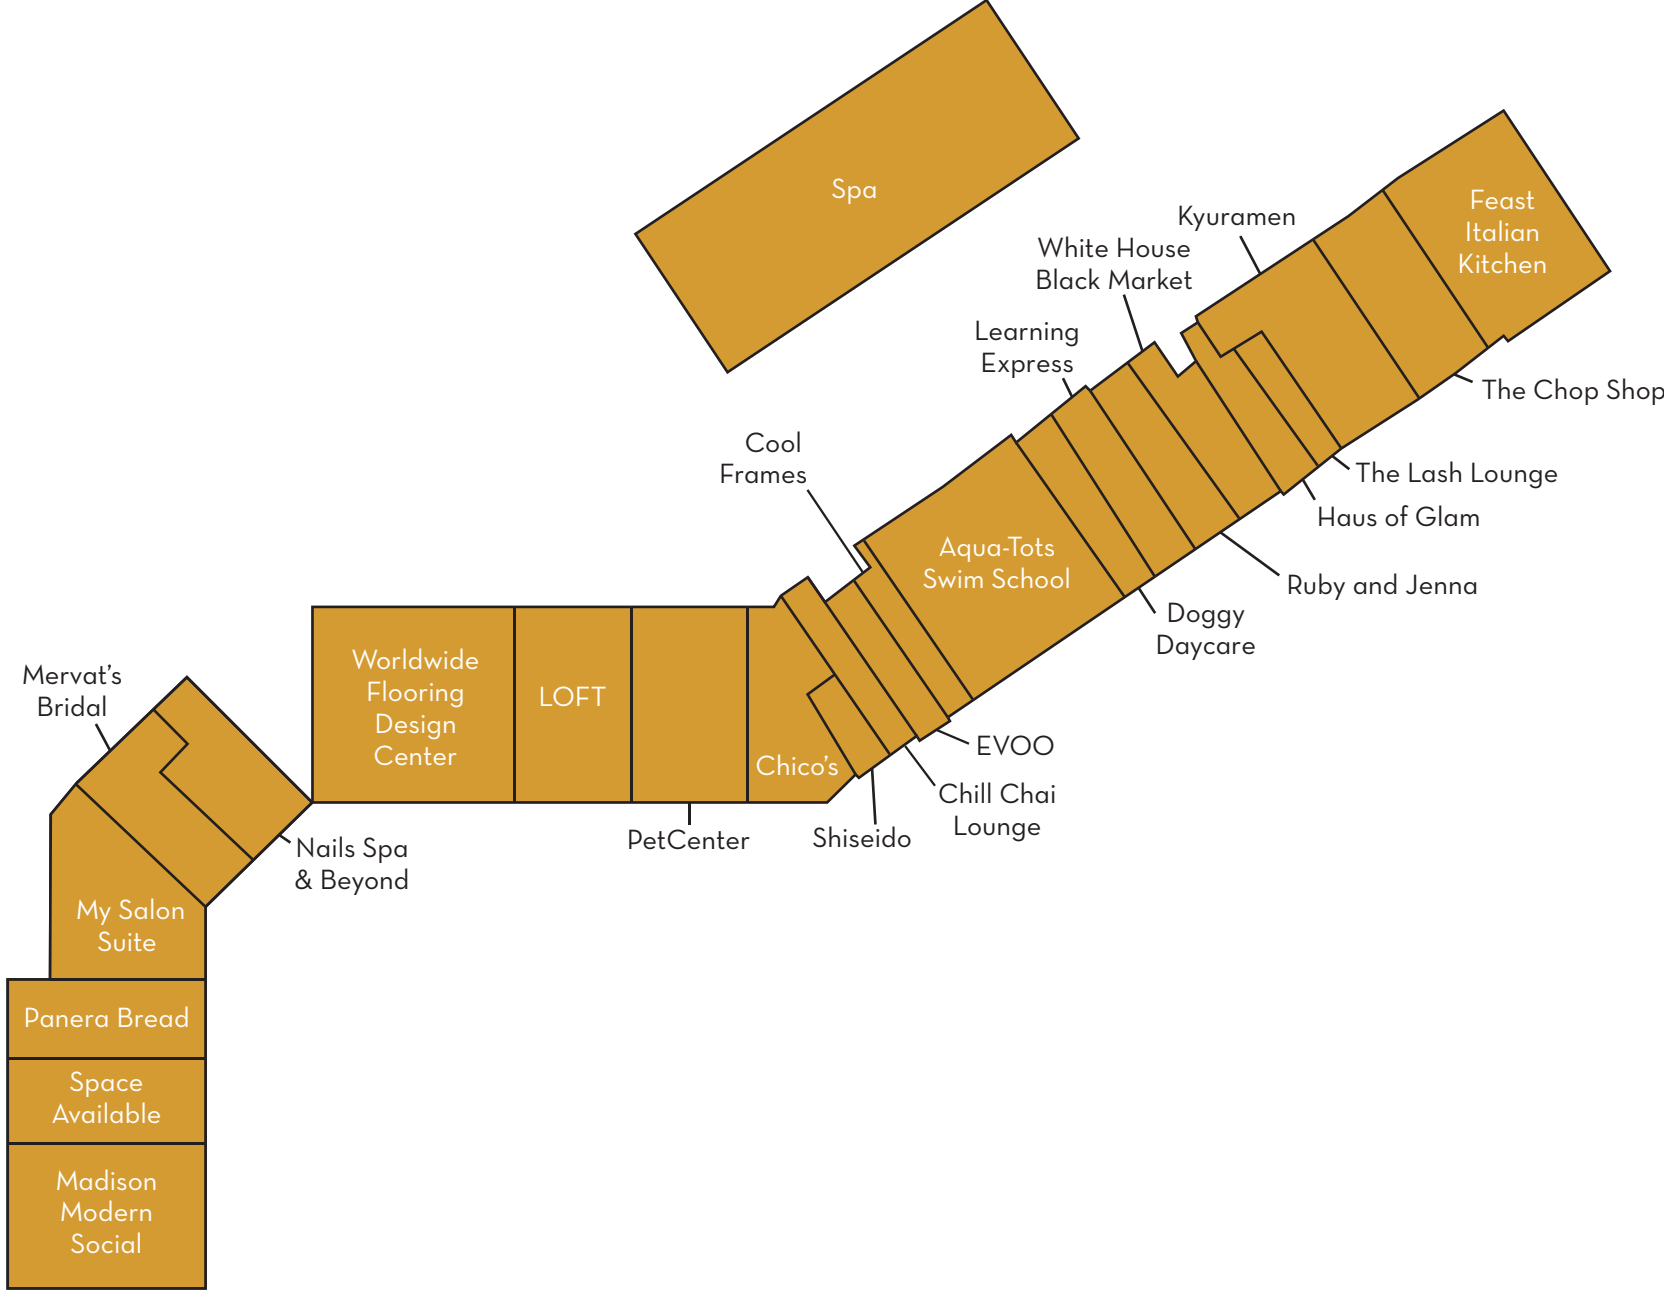 Spa
Feast
Italian
Kitchen
Kyuramen
White House
Black Market
Learning
Express
The Chop Shop
Cool
Frames
The Lash Lounge
Haus of Glam
Aqua-Tots
Swim School
Ruby and Jenna
Doggy
Daycare
Mervat’s
Bridal
Worldwide
Flooring
Design
Center
LOFT
Chico’s
EVOO
Chill Chai
Lounge
PetCenter
Shiseido
Nails Spa
& Beyond
My Salon
Suite
Panera Bread
Space
Available
Madison
Modern
Social